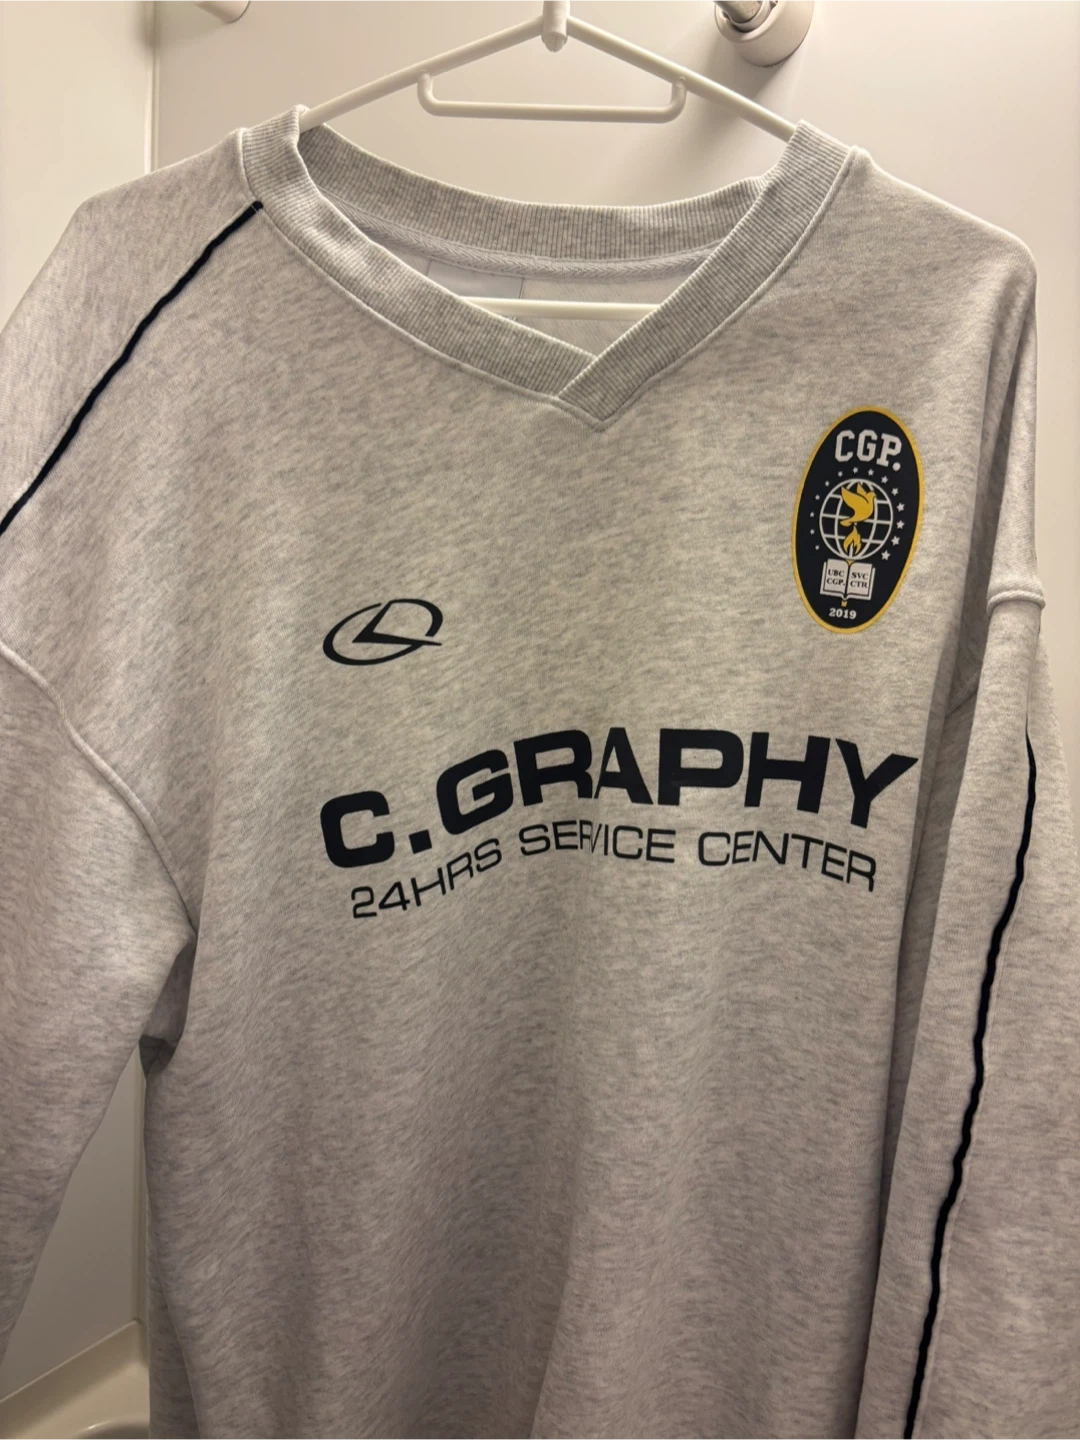 CGP.
UBC SVC
CGP. CTR
2019
C.GRAPHY
24HRS SERVICE CENTER